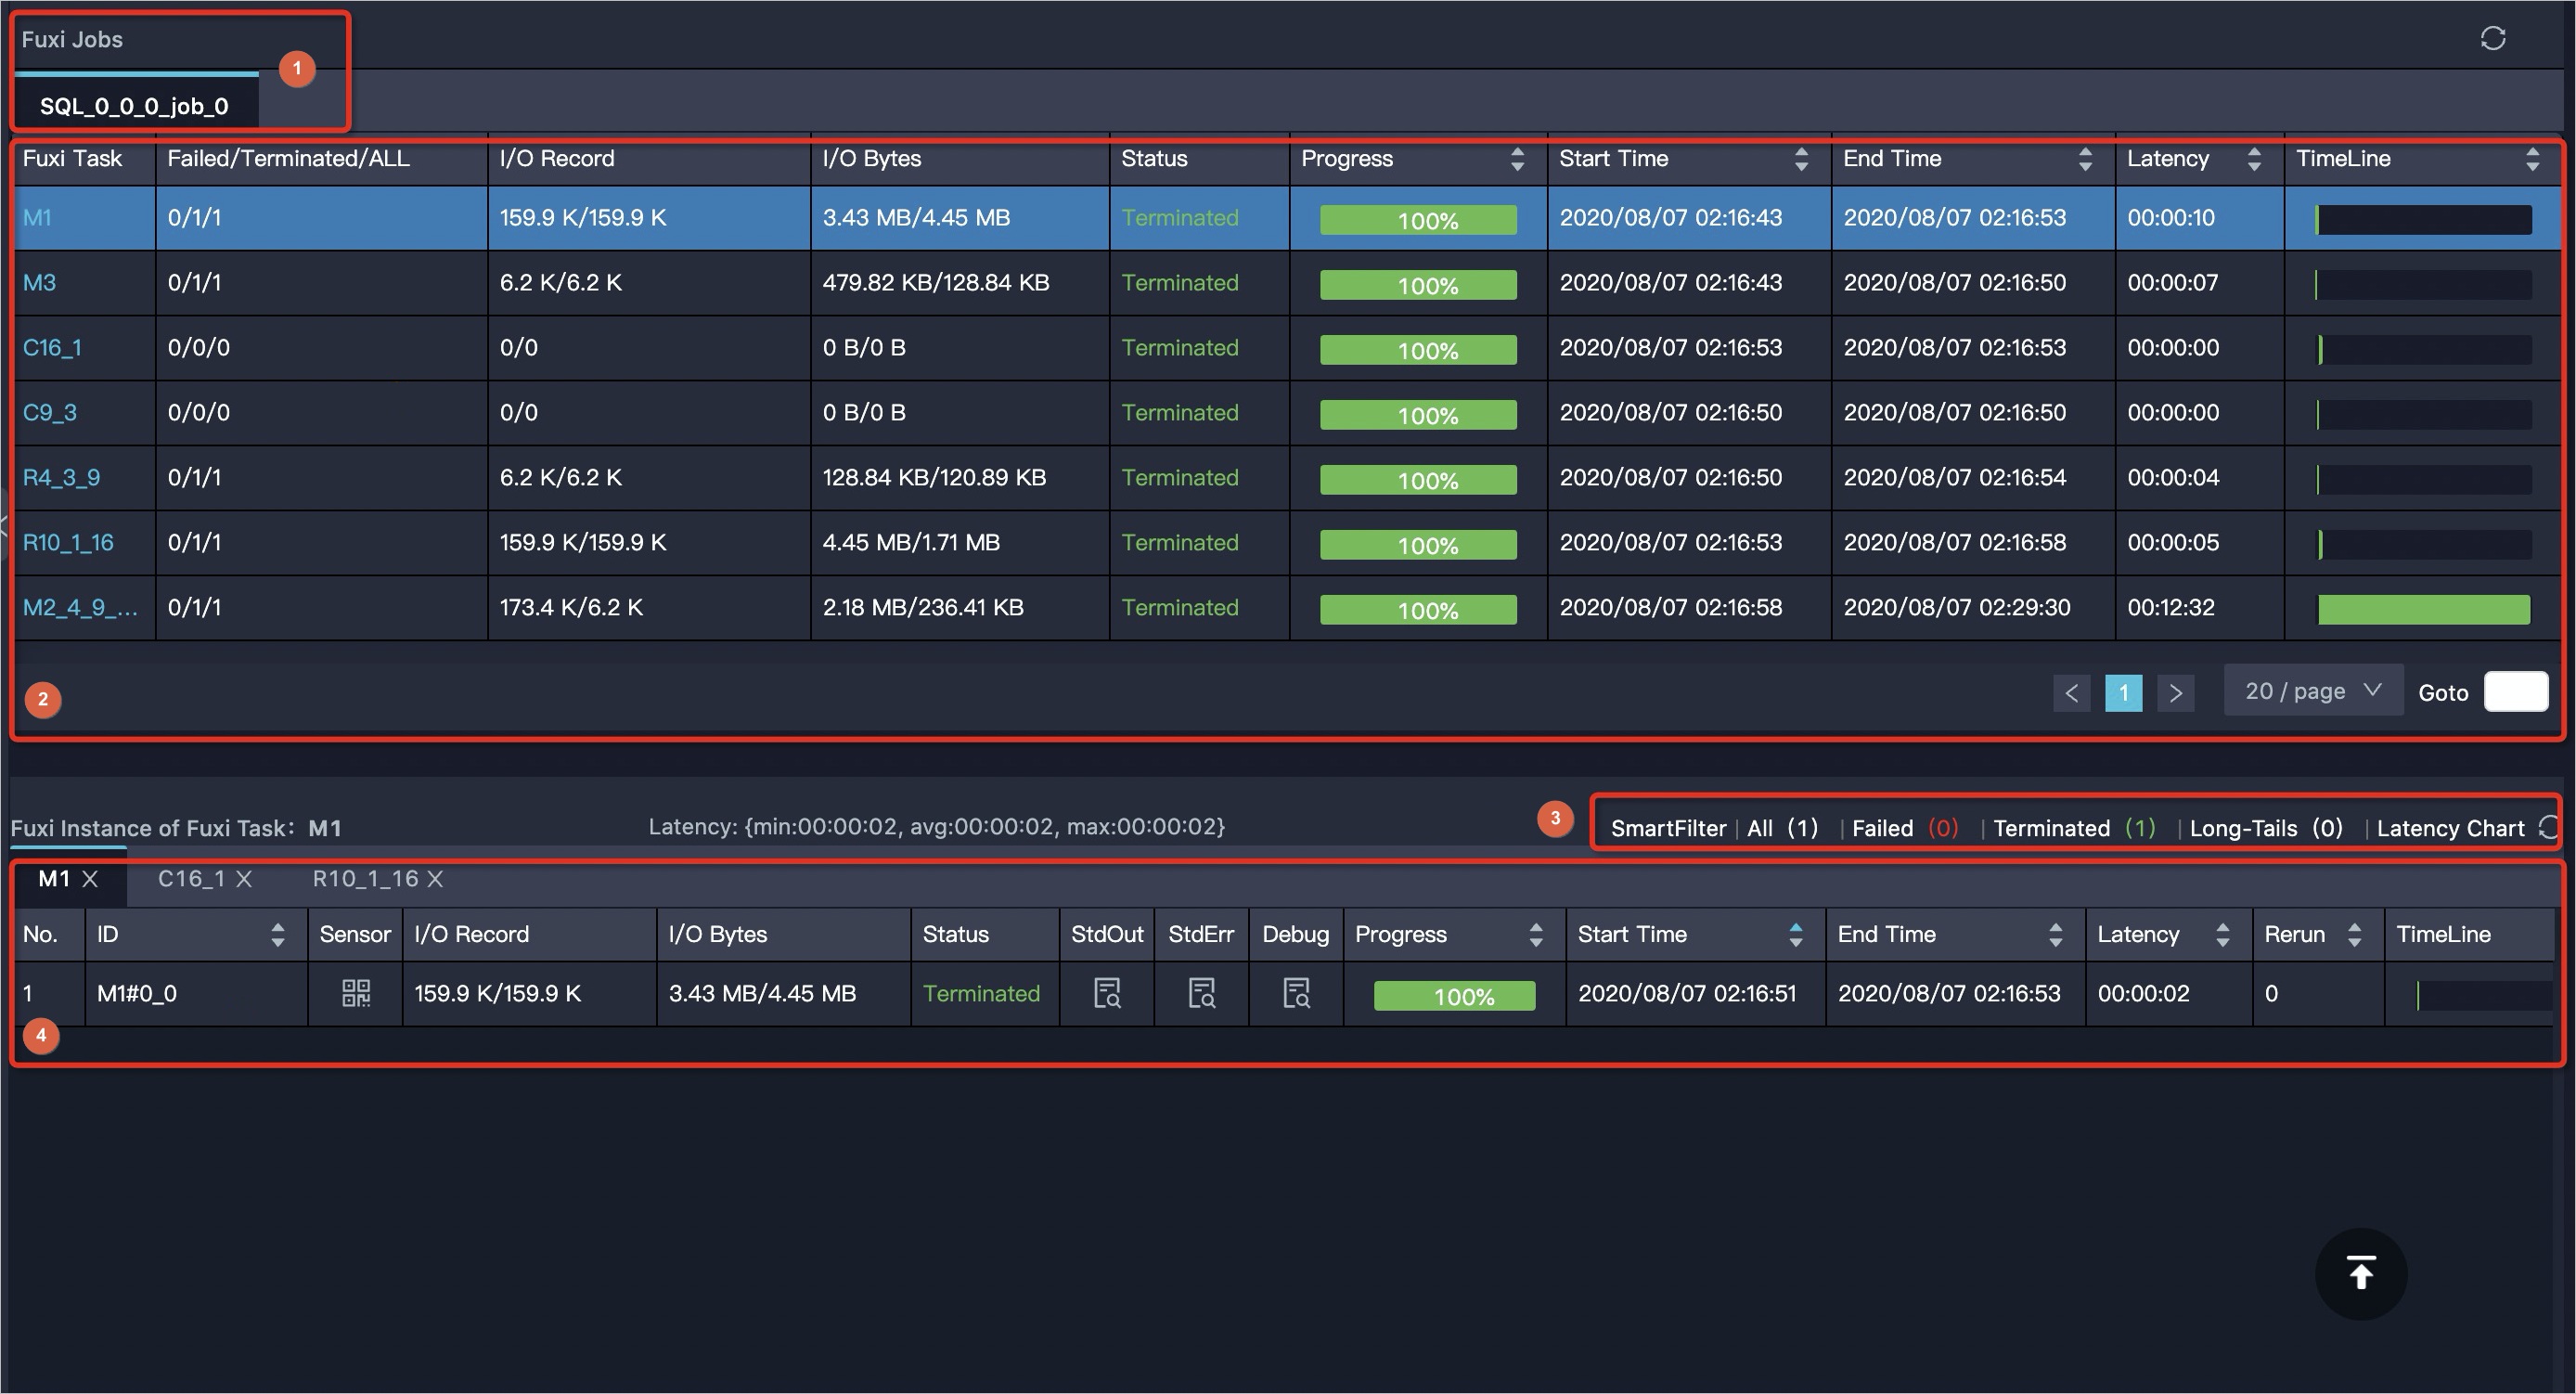 Fuxi Jobs
1
SQL_0_0_0_job_0
Fuxi Task Failed/Terminated/ALL I/O Record I/O Bytes Status Progress Start Time End Time Latency TimeLine
M1 0/1/1 159.9 K/159.9 K 3.43 MB/4.45 MB Terminated 100% 2020/08/07 02:16:43 2020/08/07 02:16:53 00:00:10
M3 0/1/1 6.2 K/6.2 K 479.82 KB/128.84 KB Terminated 100% 2020/08/07 02:16:43 2020/08/07 02:16:50 00:00:07
C16_1 0/0/0 0/0 0 B/0 B Terminated 100% 2020/08/07 02:16:53 2020/08/07 02:16:53 00:00:00
C9_3 0/0/0 0/0 0 B/0 B Terminated 100% 2020/08/07 02:16:50 2020/08/07 02:16:50 00:00:00
R4_3_9 0/1/1 6.2 K/6.2 K 128.84 KB/120.89 KB Terminated 100% 2020/08/07 02:16:50 2020/08/07 02:16:54 00:00:04
R10_1_16 0/1/1 159.9 K/159.9 K 4.45 MB/1.71 MB Terminated 100% 2020/08/07 02:16:53 2020/08/07 02:16:58 00:00:05
M2_4_9_... 0/1/1 173.4 K/6.2 K 2.18 MB/236.41 KB Terminated 100% 2020/08/07 02:16:58 2020/08/07 02:29:30 00:12:32
2 < 1 > 20 / page Goto
Fuxi Instance of Fuxi Task: M1 Latency: {min:00:00:02, avg:00:00:02, max:00:00:02} 3 SmartFilter | All (1) | Failed (0) | Terminated (1) | Long-Tails (0) | Latency Chart
M1 X C16_1 X R10_1_16 X
No. ID Sensor I/O Record I/O Bytes Status StdOut StdErr Debug Progress Start Time End Time Latency Rerun TimeLine
1 M1#0_0 159.9 K/159.9 K 3.43 MB/4.45 MB Terminated 100% 2020/08/07 02:16:51 2020/08/07 02:16:53 00:00:02 0
4